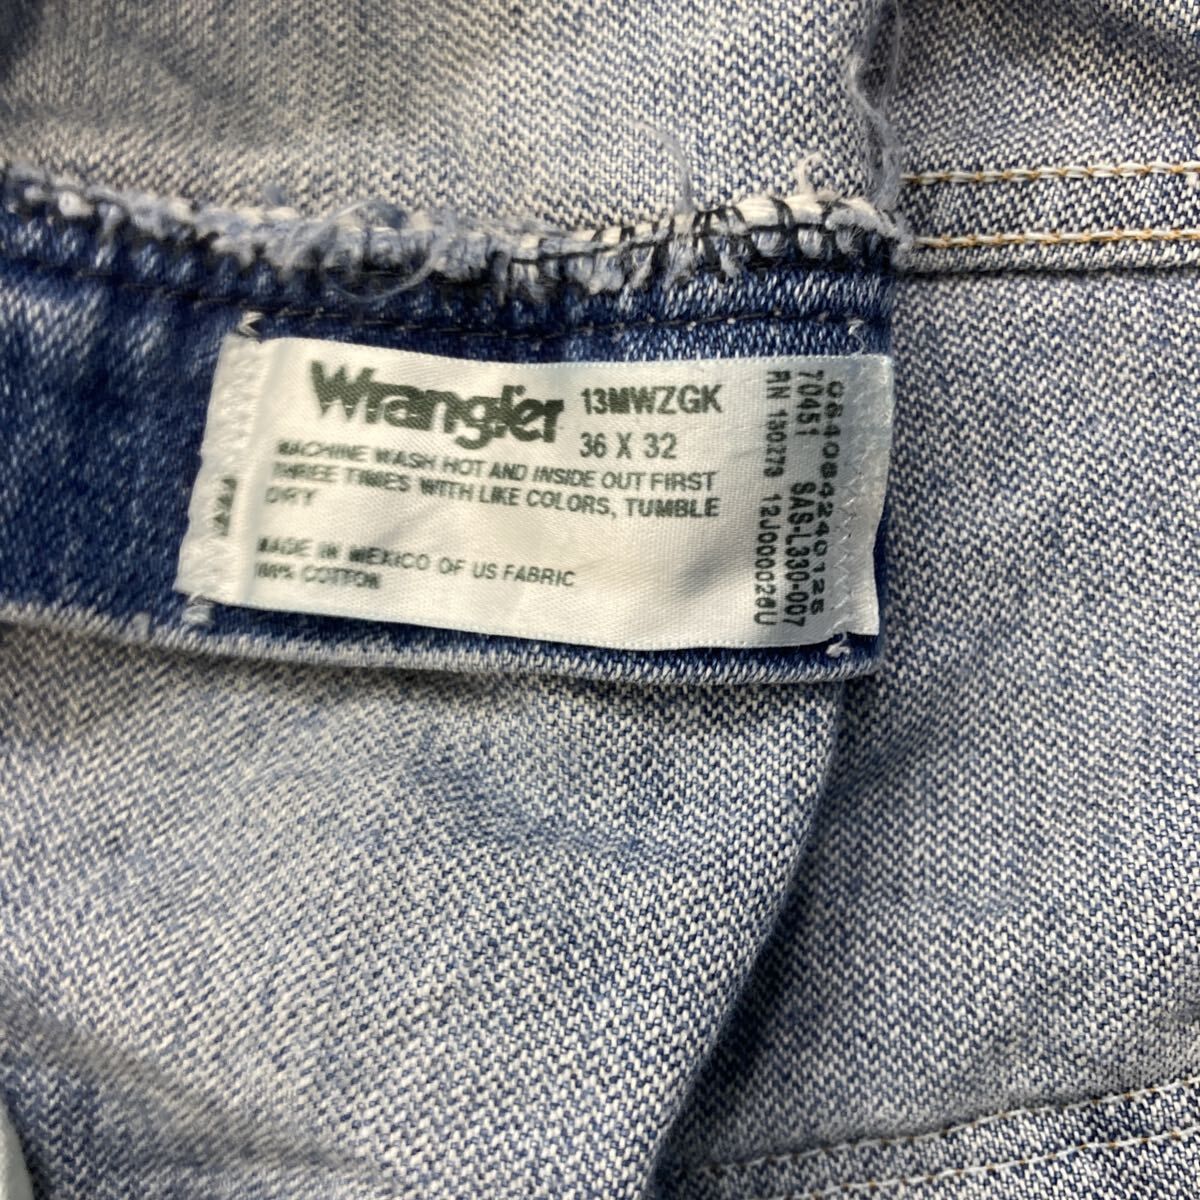 Wrangler
13MWZGK
36 X 32
MACHINE WASH HOT AND INSIDE OUT FIRST
THREE TIMES WITH LIKE COLORS, TUMBLE
DRY
MADE IN MEXICO OF US FABRIC
100% COTTON
0840842240125
70451 SAS-L330-007
RN 130273 12J000026U